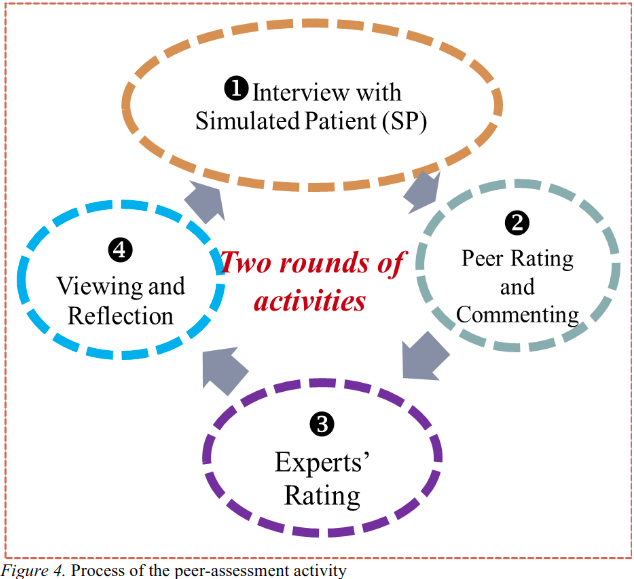 ❶Interview with
Simulated Patient (SP)
❷
Peer Rating
and
Commenting
❸
Experts’
Rating
❹
Viewing and
Reflection
Two rounds of
activities
Figure 4. Process of the peer-assessment activity